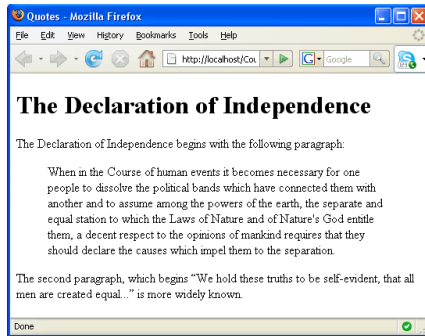 Quotes - Mozilla Firefox
File Edit View History Bookmarks Tools Help
http://localhost/Cou
G Google
The Declaration of Independence
The Declaration of Independence begins with the following paragraph:
When in the Course of human events it becomes necessary for one
people to dissolve the political bands which have connected them with
another and to assume among the powers of the earth, the separate and
equal station to which the Laws of Nature and of Nature's God entitle
them, a decent respect to the opinions of mankind requires that they
should declare the causes which impel them to the separation.
The second paragraph, which begins “We hold these truths to be self-evident, that all
men are created equal...” is more widely known.
Done